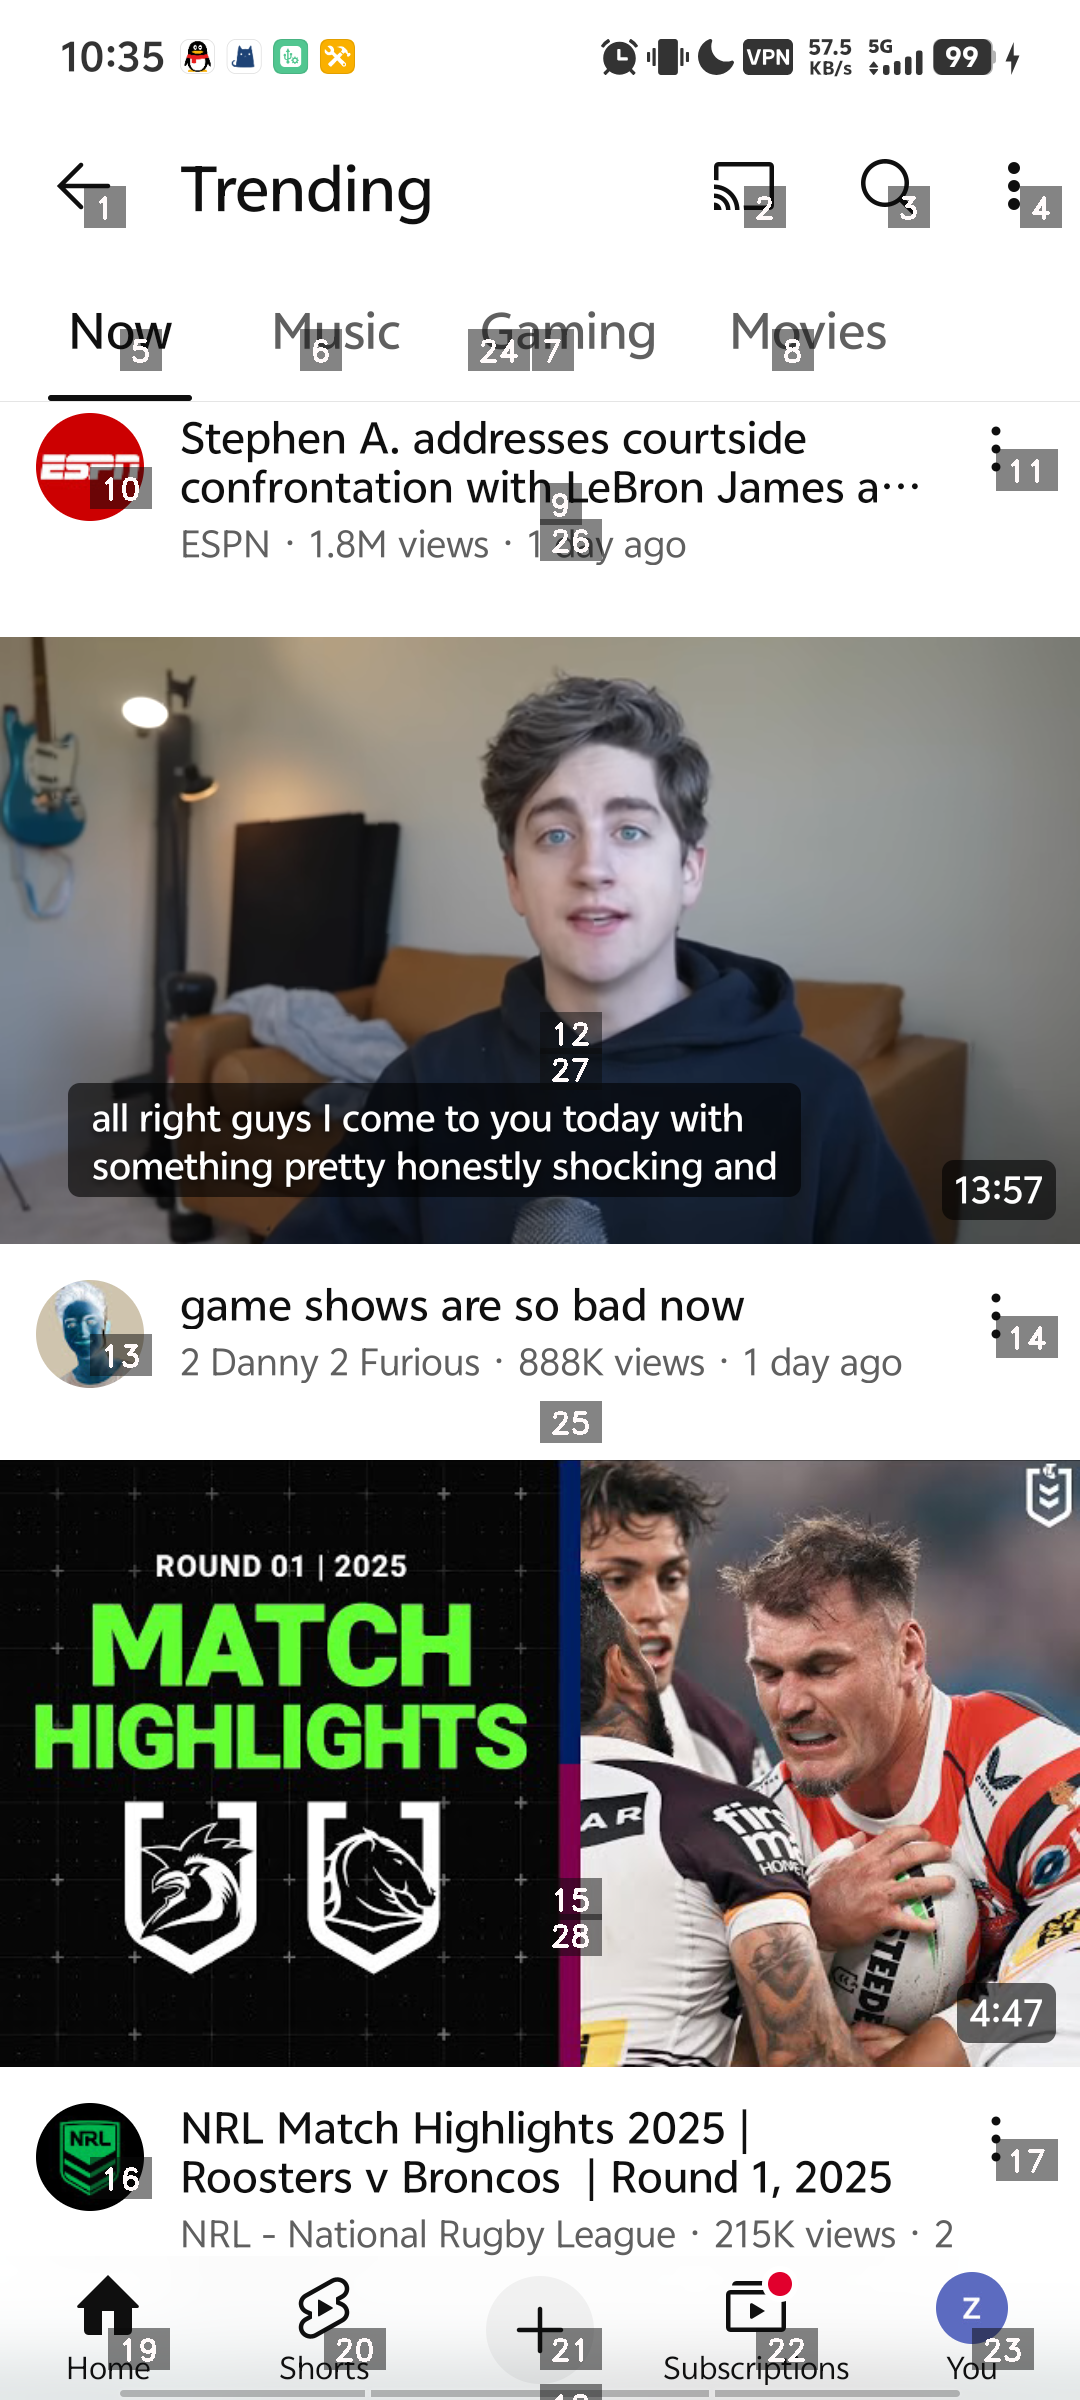 10:35
VPN
57.5 KB/s
5G
99
Trending
1
2
3
4
Now
Music
Gaming
Movies
5
6
24
7
8
Stephen A. addresses courtside
confrontation with LeBron James a…
ESPN · 1.8M views · 1 day ago
ESPN
10
9
26
11
12
27
all right guys I come to you today with
something pretty honestly shocking and
13:57
game shows are so bad now
2 Danny 2 Furious · 888K views · 1 day ago
13
14
25
ROUND 01 | 2025
MATCH
HIGHLIGHTS
AR
HOME
STEEDE
15
28
4:47
NRL Match Highlights 2025 |
Roosters v Broncos | Round 1, 2025
NRL - National Rugby League · 215K views · 2
NRL
16
17
Home
Shorts
Subscriptions
You
Z
19
20
21
22
23